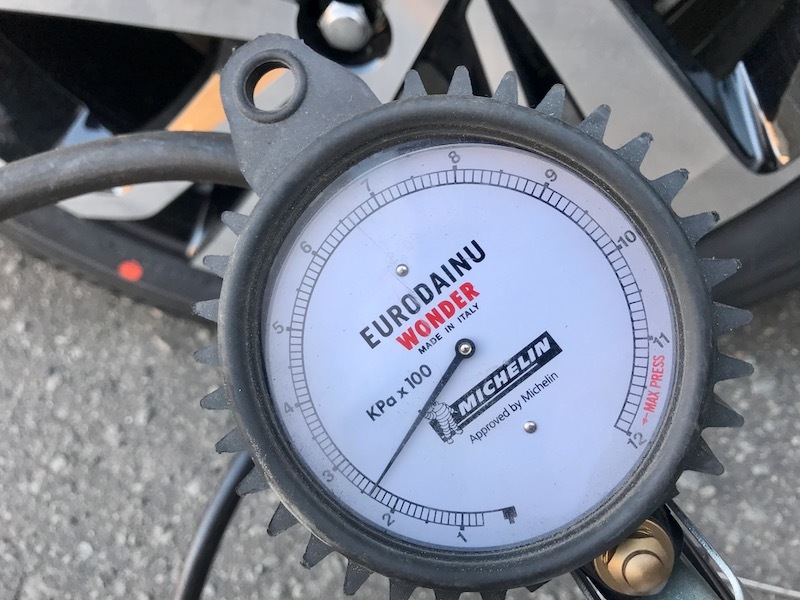 EURODAINU
WONDER
MADE IN ITALY
KPa x 100
MICHELIN
Approved by Michelin
1
2
3
4
5
6
7
8
9
10
11
12
MAX PRESS